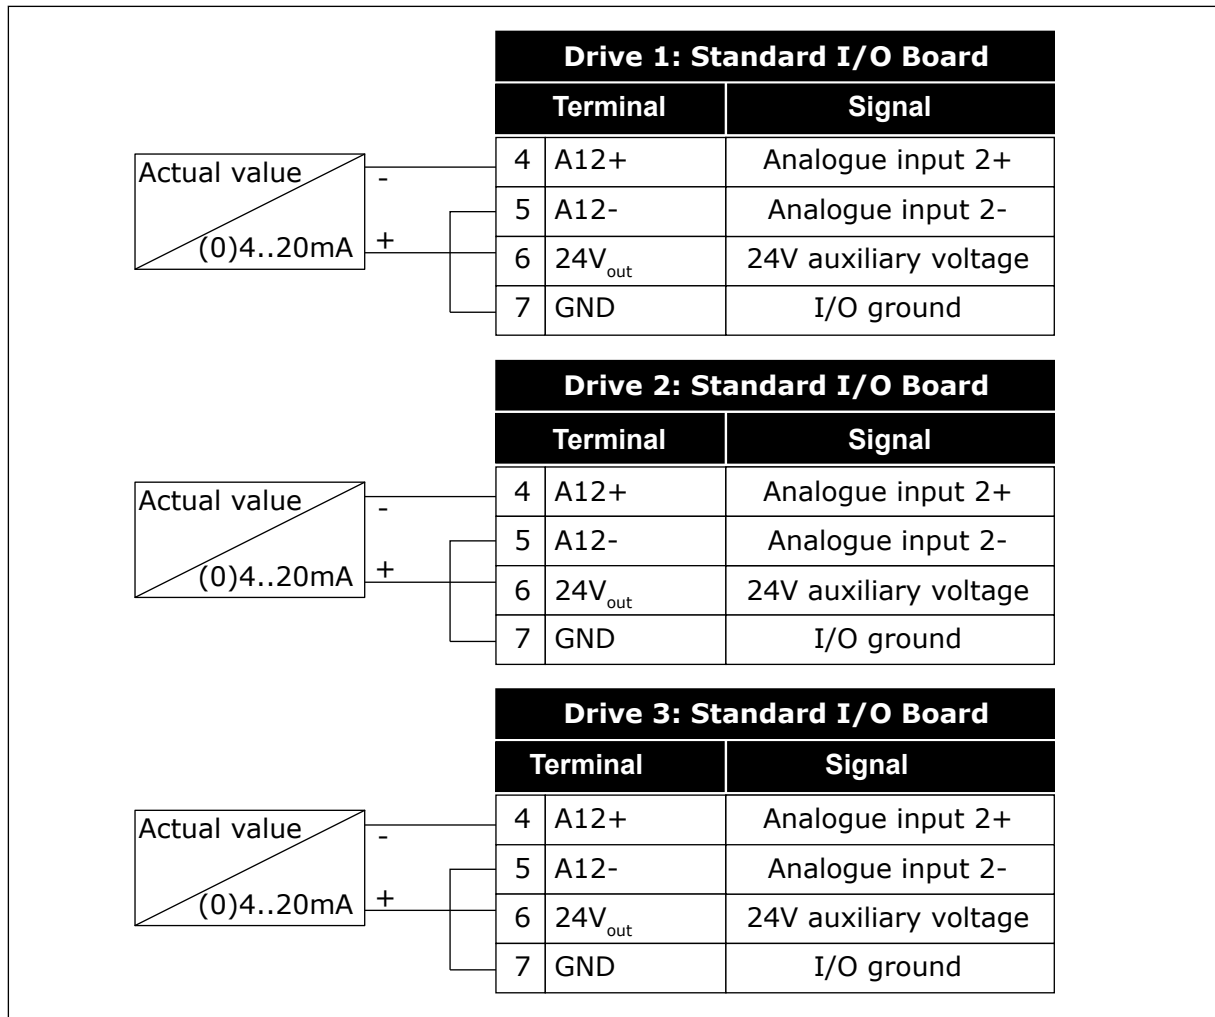 Drive 1: Standard I/O Board
Terminal Signal
Actual value
-
+
(0)4..20mA
4 A12+ Analogue input 2+
5 A12- Analogue input 2-
6 24Vout 24V auxiliary voltage
7 GND I/O ground
Drive 2: Standard I/O Board
Terminal Signal
Actual value
-
+
(0)4..20mA
4 A12+ Analogue input 2+
5 A12- Analogue input 2-
6 24Vout 24V auxiliary voltage
7 GND I/O ground
Drive 3: Standard I/O Board
Terminal Signal
Actual value
-
+
(0)4..20mA
4 A12+ Analogue input 2+
5 A12- Analogue input 2-
6 24Vout 24V auxiliary voltage
7 GND I/O ground